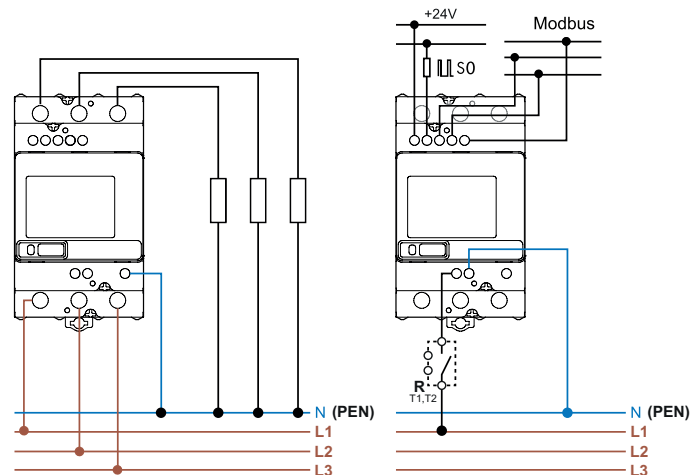 +24V
Modbus
S0
R
T1,T2
N (PEN)
L1
L2
L3
N (PEN)
L1
L2
L3